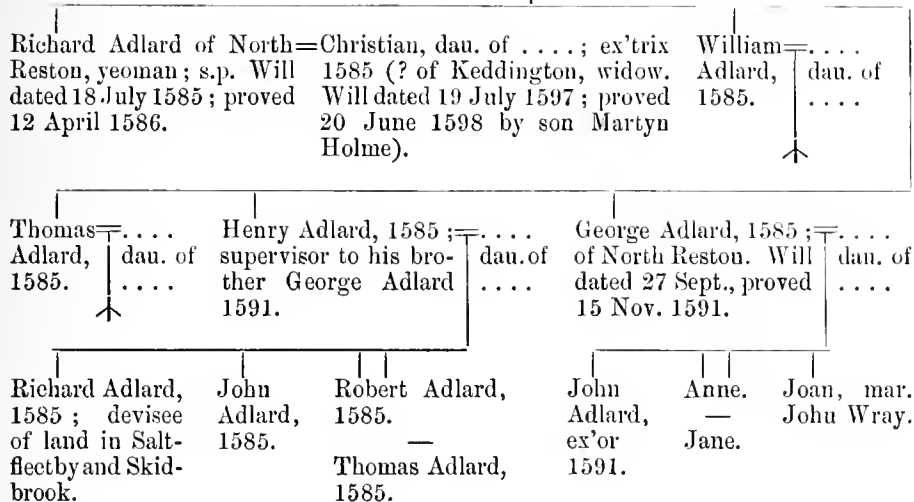 Richard Adlard of North=Christian, dau. of . . . . ; ex'trix
Reston, yeoman ; s.p. Will
dated 18 July 1585 ; proved
12 April 1586.
1585 (? of Keddington, widow.
Will dated 19 July 1597 ; proved
20 June 1598 by son Martyn
Holme).
William=. . . .
Adlard, dau. of
1585. . . . .
Thomas=. . . .
Adlard, dau. of
1585. . . . .
Henry Adlard, 1585 ;=. . . .
supervisor to his bro- dau. of
ther George Adlard . . . .
1591.
George Adlard, 1585 ;=. . . .
of North Reston. Will dau. of
dated 27 Sept., proved . . . .
15 Nov. 1591.
Richard Adlard,
1585 ; devisee
of land in Salt-
fleetby and Skid-
brook.
John
Adlard,
1585.
Robert Adlard,
1585.
—
Thomas Adlard,
1585.
John
Adlard,
ex'or
1591.
Anne.
—
Jane.
Joan, mar.
John Wray.